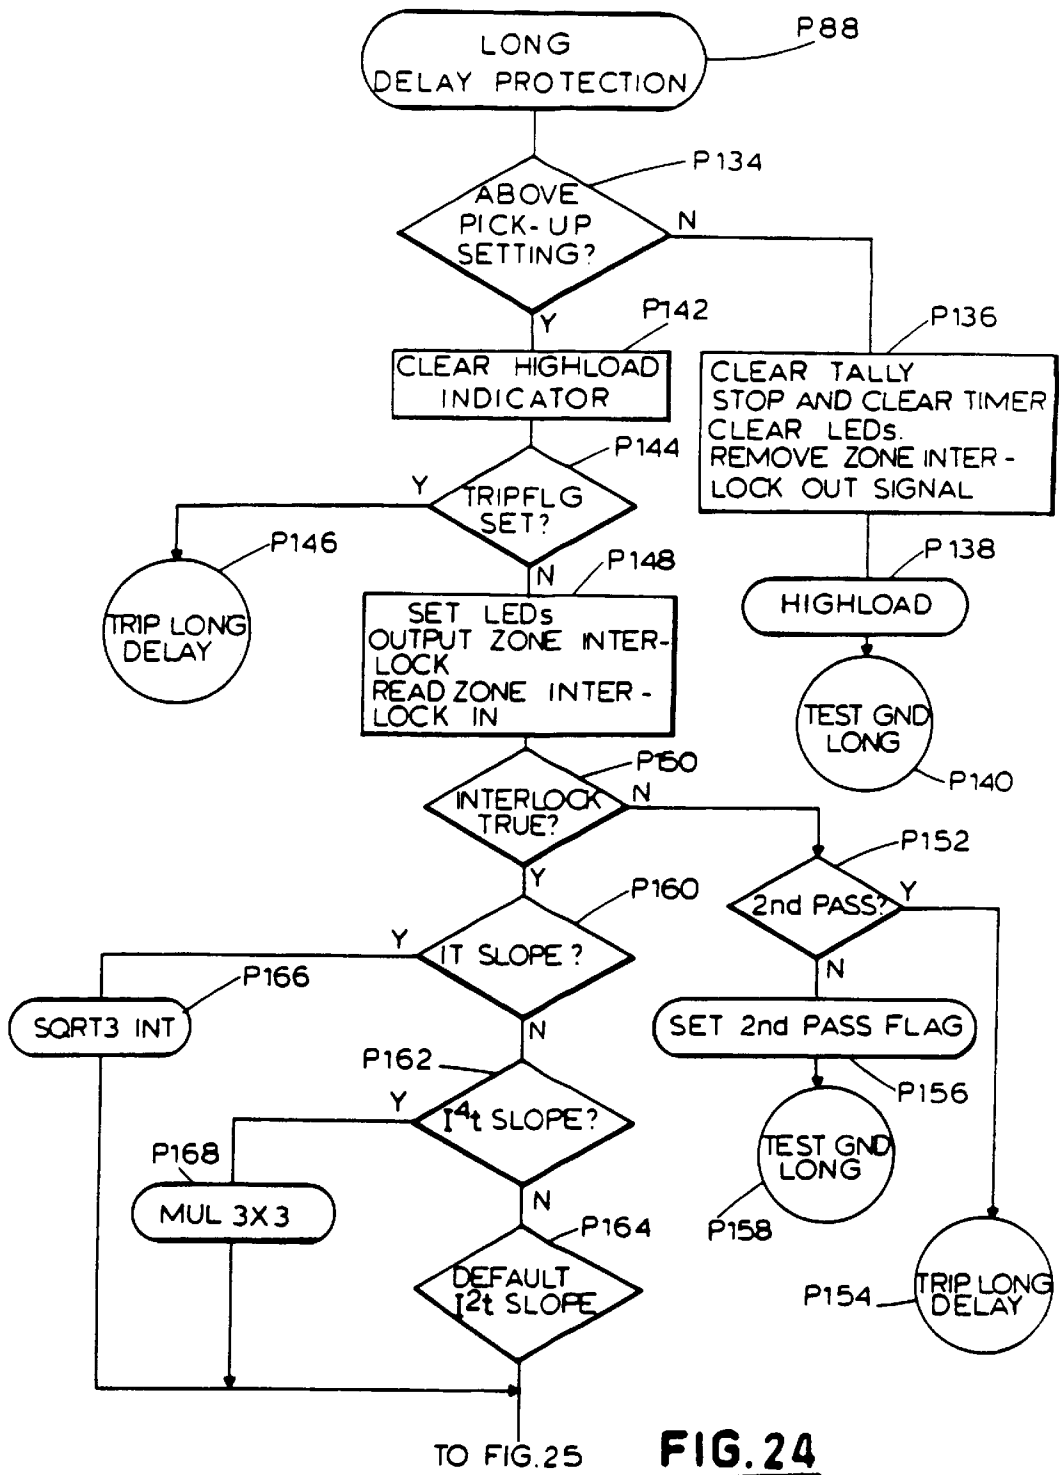 LONG
DELAY PROTECTION
P88
P134
ABOVE
PICK-UP
SETTING?
N
Y
P142
P136
CLEAR HIGHLOAD
INDICATOR
CLEAR TALLY
STOP AND CLEAR TIMER
CLEAR LEDs.
REMOVE ZONE INTER-
LOCK OUT SIGNAL
P144
Y
TRIPFLG
SET?
P146
N
P148
P138
TRIP LONG
DELAY
SET LEDs
OUTPUT ZONE INTER-
LOCK
READ ZONE INTER-
LOCK IN
HIGHLOAD
TEST GND
LONG
P140
P150
INTERLOCK
TRUE?
N
Y
P152
2nd PASS?
Y
N
P160
Y
IT SLOPE?
N
P166
SQRT3 INT
SET 2nd PASS FLAG
P156
P162
Y
I⁴t SLOPE?
N
TEST GND
LONG
P158
P168
MUL 3X3
P164
DEFAULT
I²t SLOPE
P154
TRIP LONG
DELAY
TO FIG.25
FIG.24